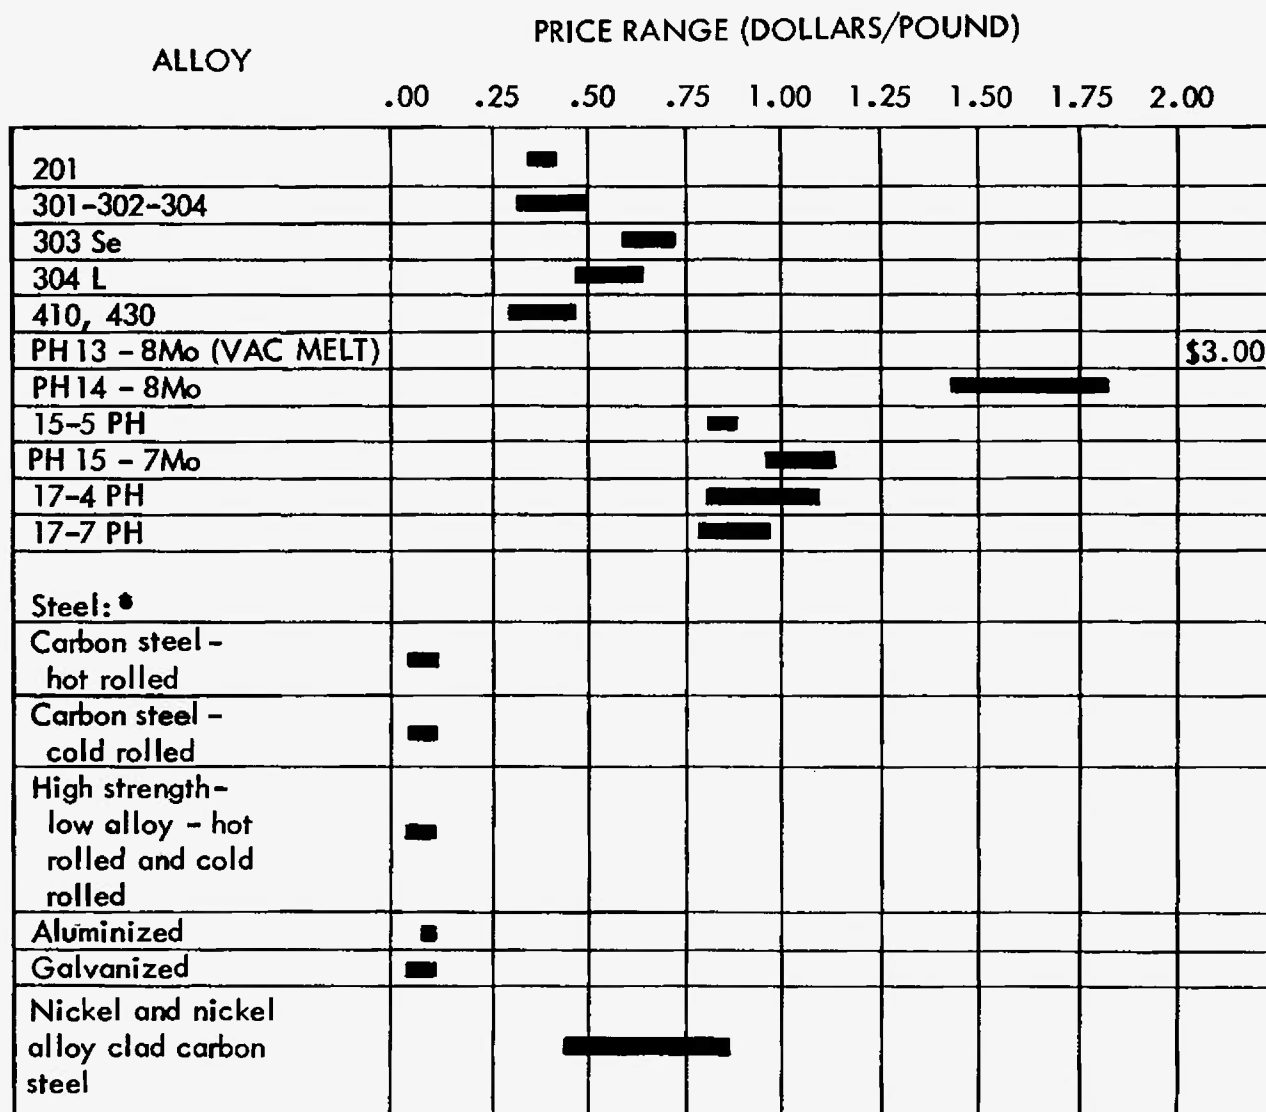 PRICE RANGE (DOLLARS/POUND)
ALLOY
.00 .25 .50 .75 1.00 1.25 1.50 1.75 2.00
201
301-302-304
303 Se
304 L
410, 430
PH 13 - 8Mo (VAC MELT) $3.00
PH 14 - 8Mo
15-5 PH
PH 15 - 7Mo
17-4 PH
17-7 PH
Steel:
Carbon steel -
hot rolled
Carbon steel -
cold rolled
High strength-
low alloy - hot
rolled and cold
rolled
Aluminized
Galvanized
Nickel and nickel
alloy clad carbon
steel